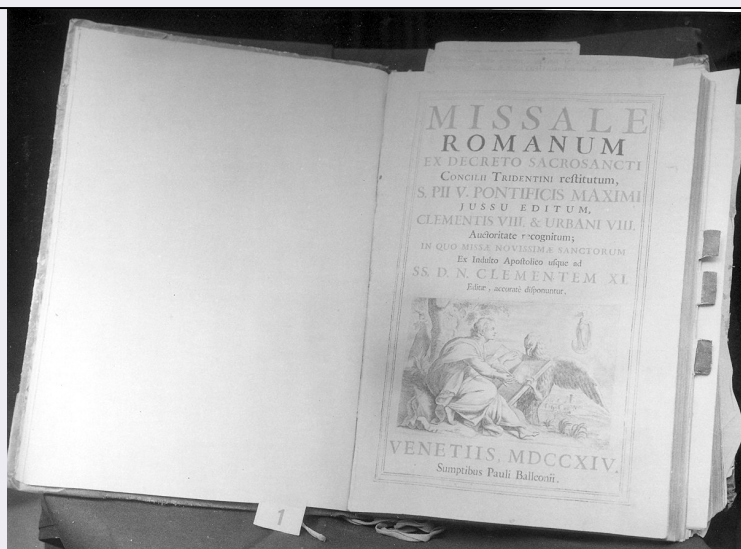 MISSALE
ROMANUM
EX DECRETO SACROSANCTI
CONCILII TRIDENTINI reſtitutum,
S. PII V. PONTIFICIS MAXIMI
JUSSU EDITUM,
CLEMENTIS VIII. & URBANI VIII.
Auctoritate recognitum;
IN QUO MISSÆ NOVISSIMÆ SANCTORUM
Ex Indulto Apoſtolico uſque ad
SS. D. N. CLEMENTEM XI.
Editæ, accuratè diſponuntur.
VENETIIS, MDCCXIV.
Sumptibus Pauli Balleonii.
1